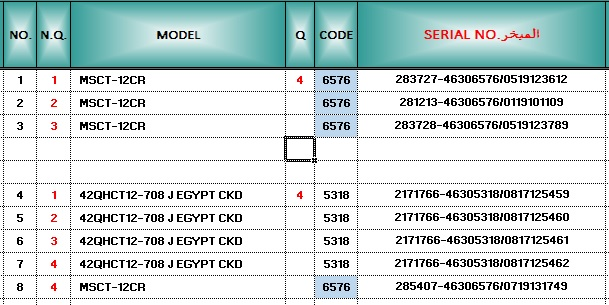 NO. N.Q. MODEL Q CODE SERIAL NO. المبخر
1 1 MSCT-12CR 4 6576 283727-46306576/0519123612
2 2 MSCT-12CR 6576 281213-46306576/0119101109
3 3 MSCT-12CR 6576 283728-46306576/0519123789
4 1 42QHCT12-708 J EGYPT CKD 4 5318 2171766-46305318/0817125459
5 2 42QHCT12-708 J EGYPT CKD 5318 2171766-46305318/0817125460
6 3 42QHCT12-708 J EGYPT CKD 5318 2171766-46305318/0817125461
7 4 42QHCT12-708 J EGYPT CKD 5318 2171766-46305318/0817125462
8 4 MSCT-12CR 6576 285407-46306576/0719131749